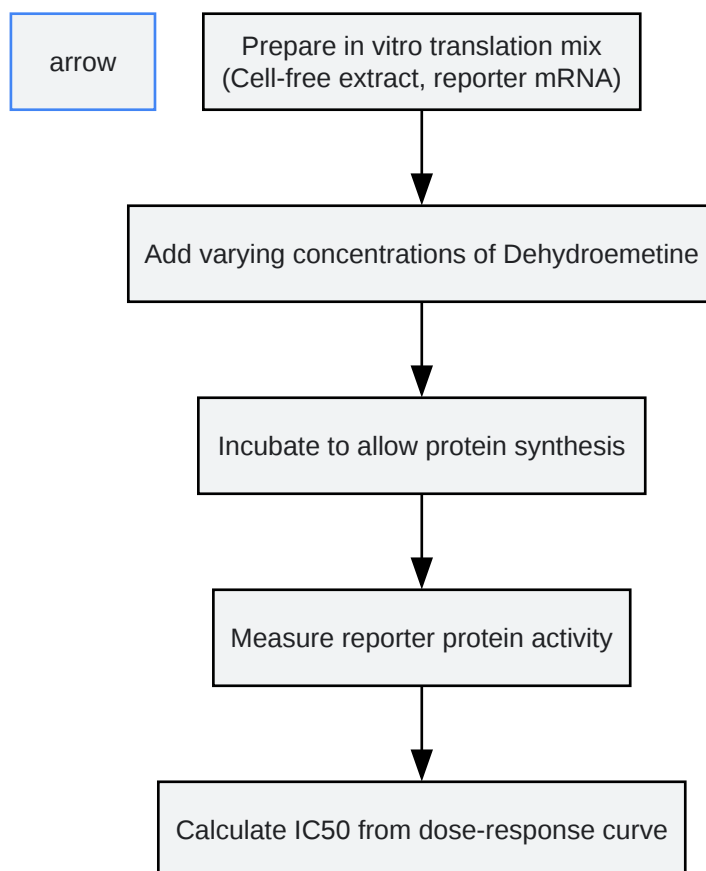 arrow
Prepare in vitro translation mix
(Cell-free extract, reporter mRNA)
Add varying concentrations of Dehydroemetine
Incubate to allow protein synthesis
Measure reporter protein activity
Calculate IC50 from dose-response curve